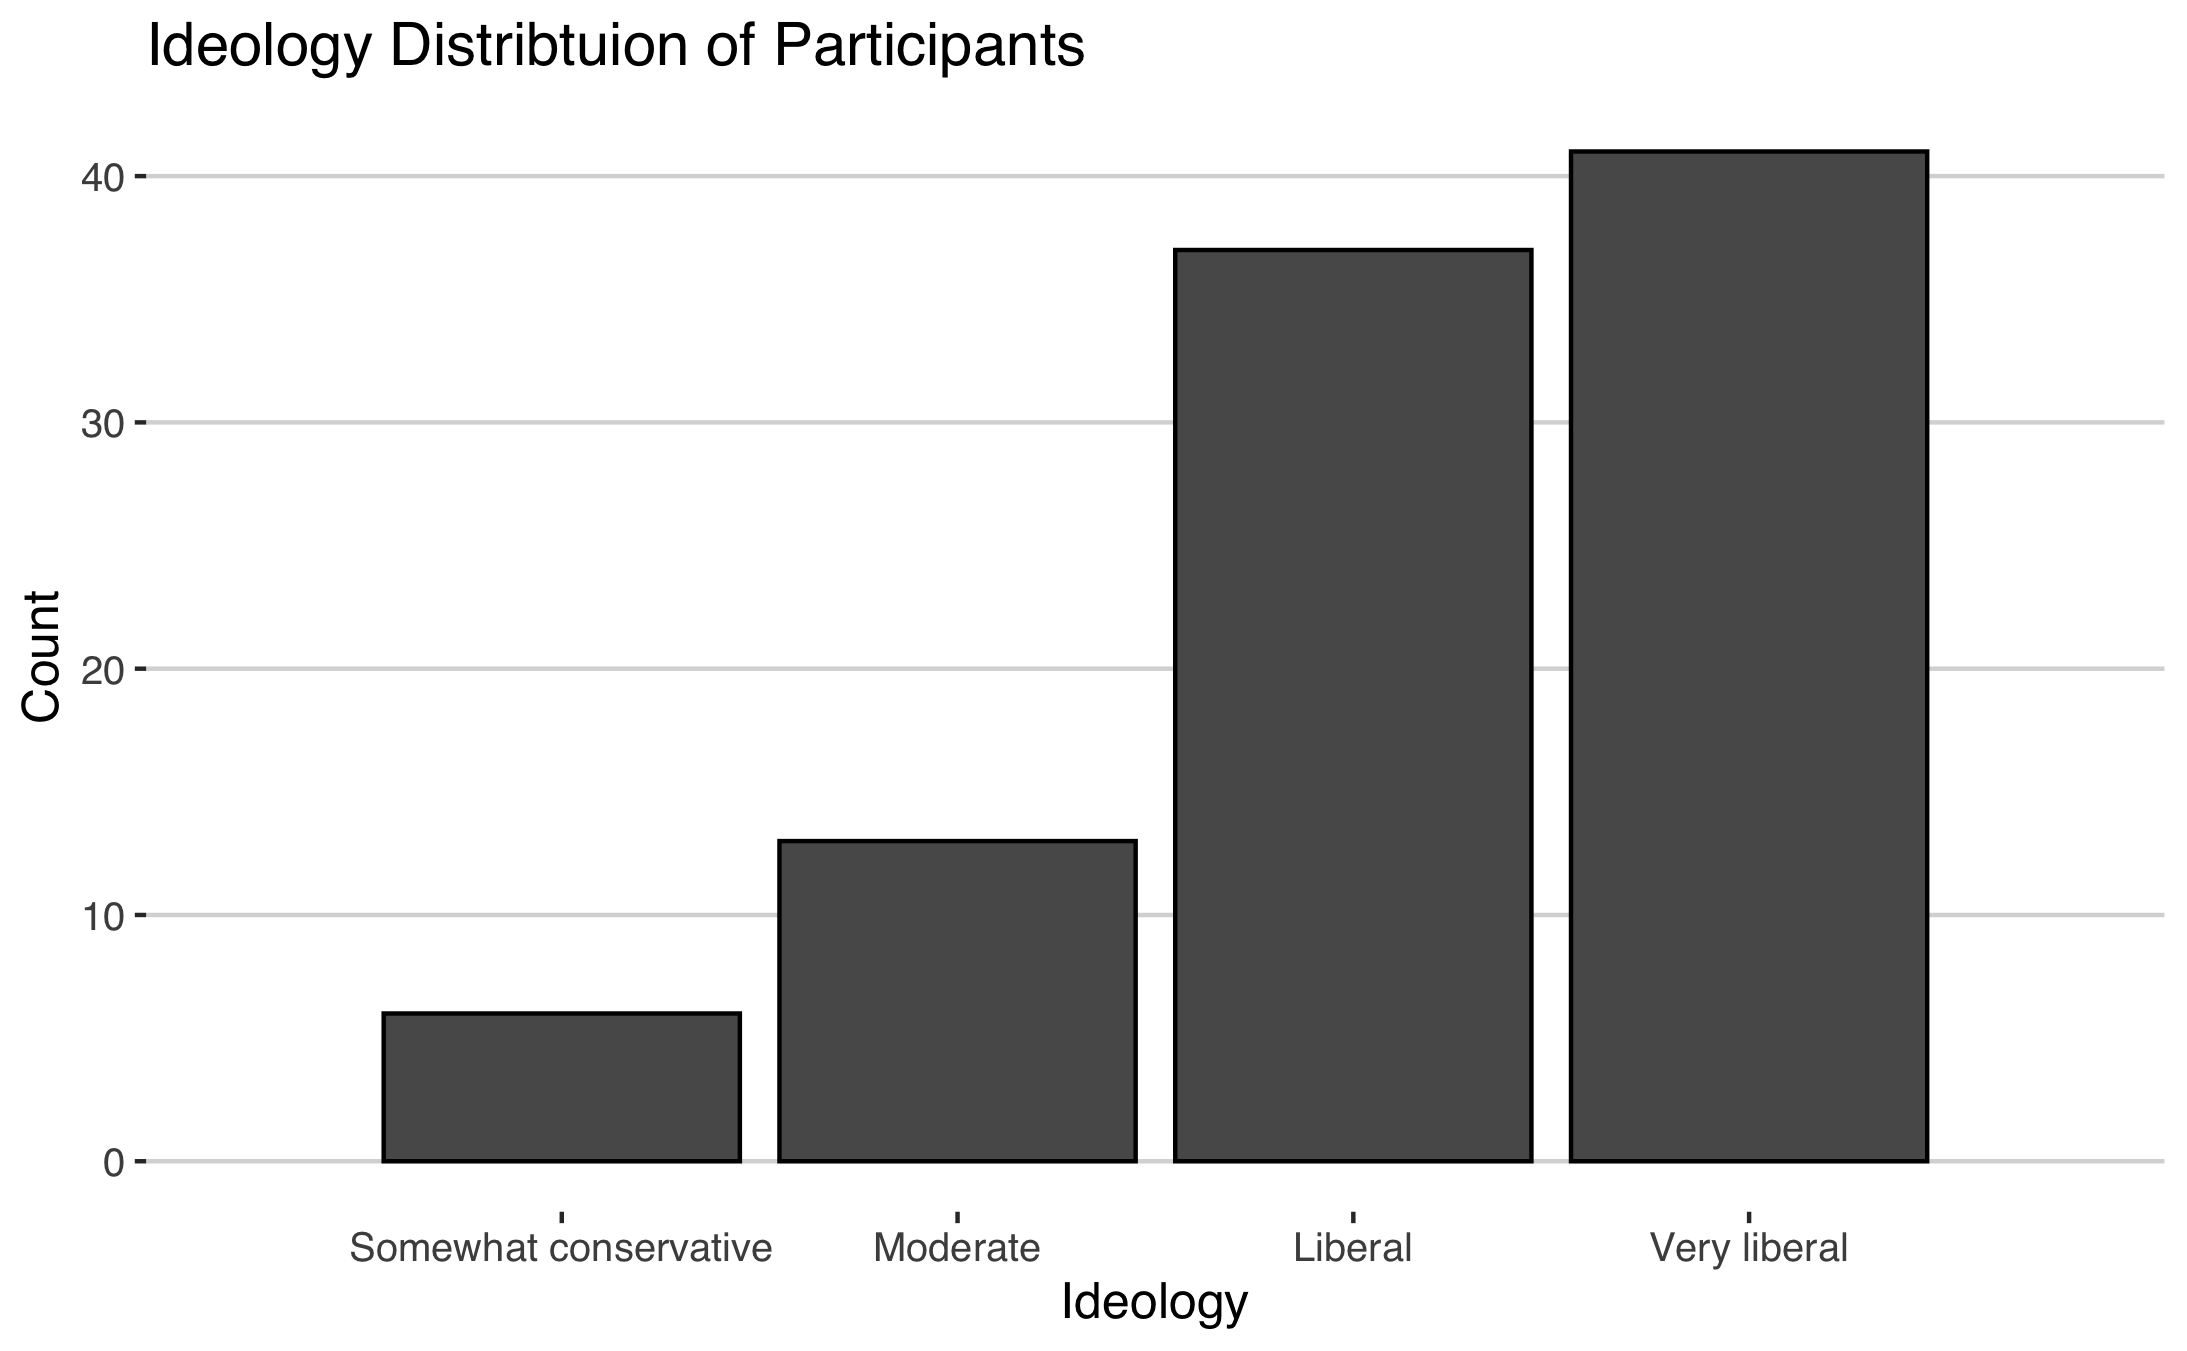 Ideology Distribtuion of Participants
Count
40
30
20
10
0
Somewhat conservative Moderate Liberal Very liberal
Ideology